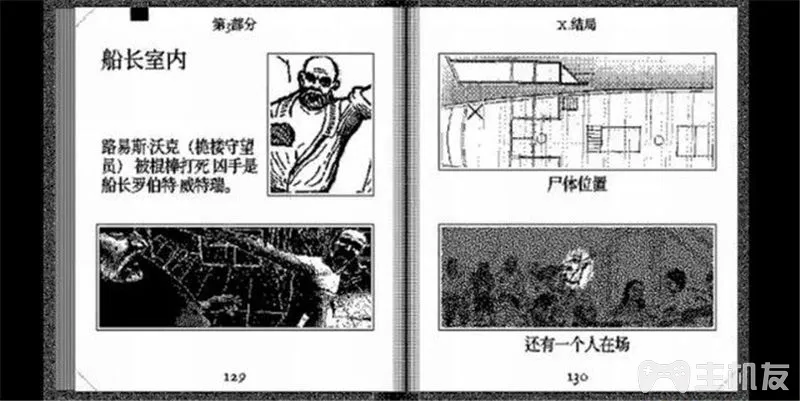 第3部分
船长室内
路易斯·沃克（桅楼守望
员）被棍棒打死 凶手是
船长罗伯特·威特瑞。
129
X.结局
尸体位置
还有一个人在场
130
主机友